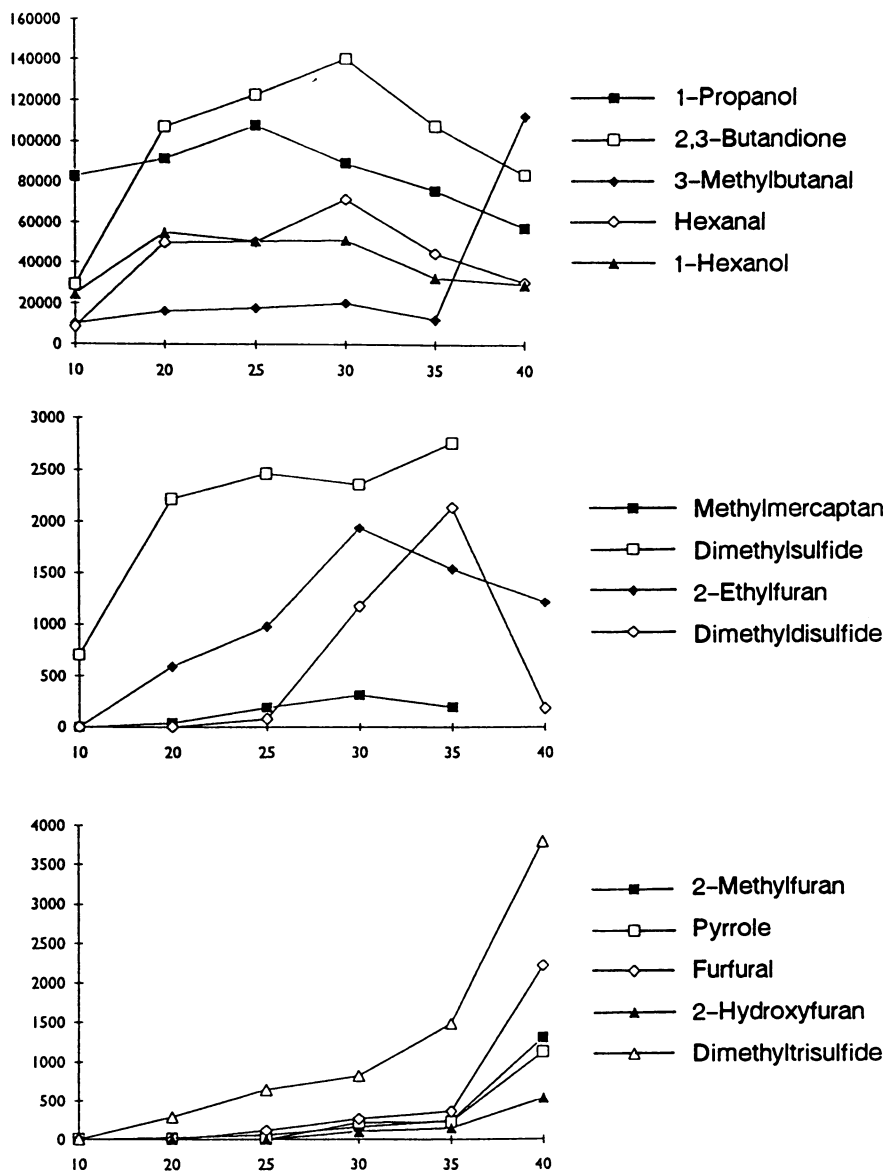 160000
140000
120000
100000
80000
60000
40000
20000
0
10 20 25 30 35 40
1-Propanol
2,3-Butandione
3-Methylbutanal
Hexanal
1-Hexanol
3000
2500
2000
1500
1000
500
0
10 20 25 30 35 40
Methylmercaptan
Dimethylsulfide
2-Ethylfuran
Dimethyldisulfide
4000
3500
3000
2500
2000
1500
1000
500
0
10 20 25 30 35 40
2-Methylfuran
Pyrrole
Furfural
2-Hydroxyfuran
Dimethyltrisulfide